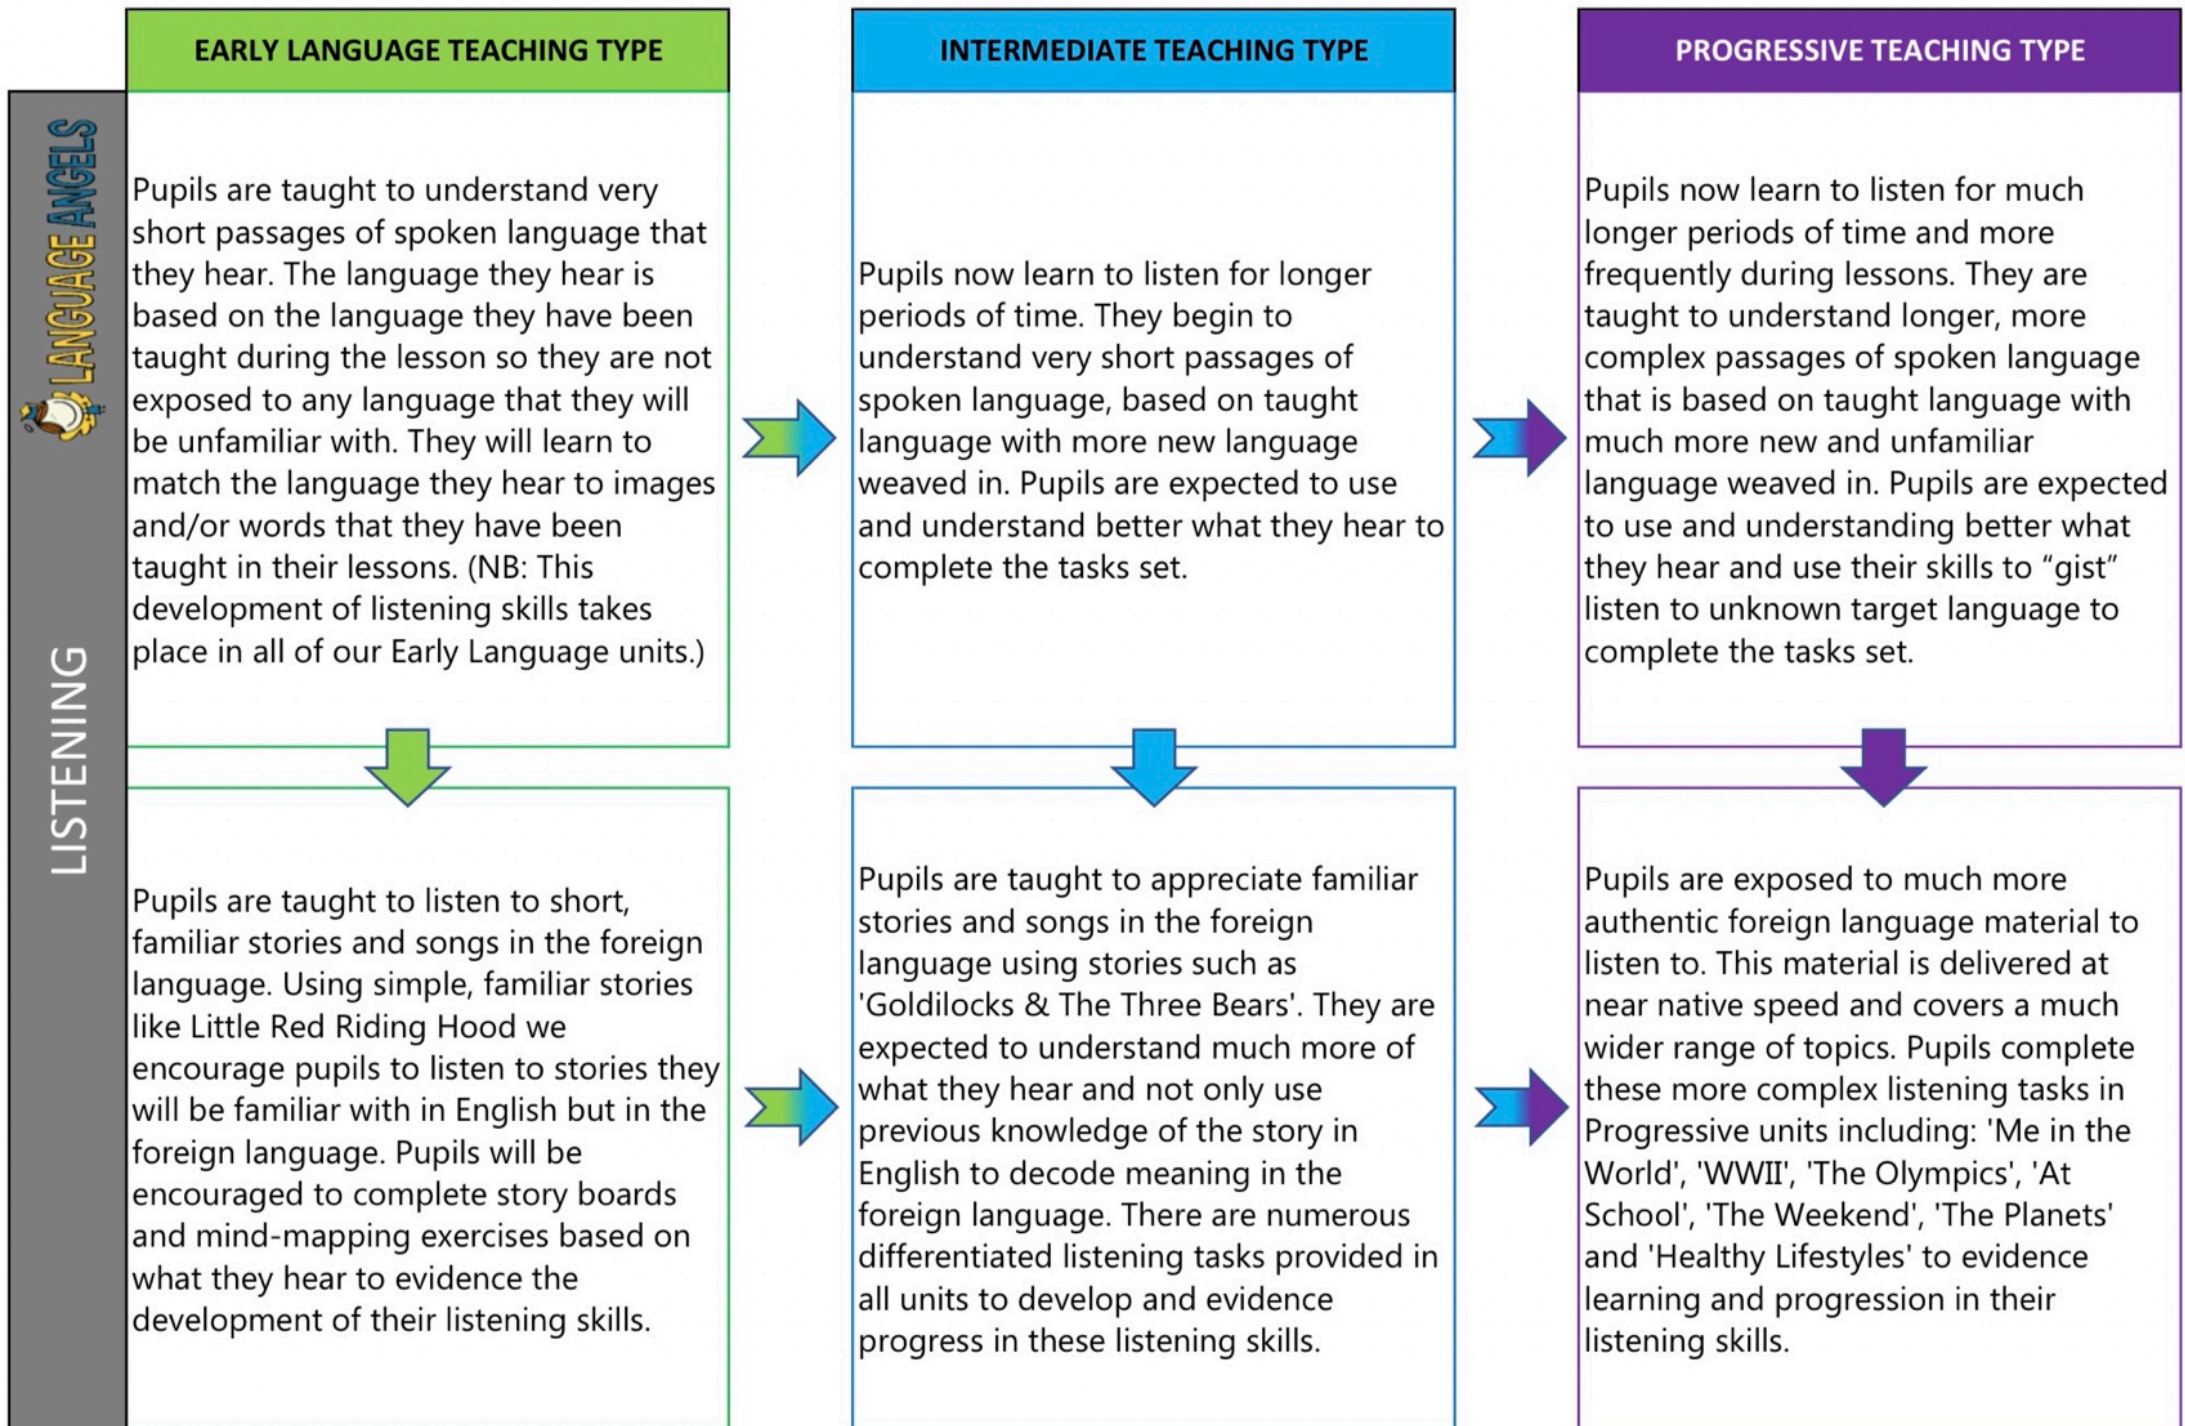 EARLY LANGUAGE TEACHING TYPE
INTERMEDIATE TEACHING TYPE
PROGRESSIVE TEACHING TYPE
LANGUAGE ANGELS
LISTENING
Pupils are taught to understand very
short passages of spoken language that
they hear. The language they hear is
based on the language they have been
taught during the lesson so they are not
exposed to any language that they will
be unfamiliar with. They will learn to
match the language they hear to images
and/or words that they have been
taught in their lessons. (NB: This
development of listening skills takes
place in all of our Early Language units.)
Pupils now learn to listen for longer
periods of time. They begin to
understand very short passages of
spoken language, based on taught
language with more new language
weaved in. Pupils are expected to use
and understand better what they hear to
complete the tasks set.
Pupils now learn to listen for much
longer periods of time and more
frequently during lessons. They are
taught to understand longer, more
complex passages of spoken language
that is based on taught language with
much more new and unfamiliar
language weaved in. Pupils are expected
to use and understanding better what
they hear and use their skills to “gist”
listen to unknown target language to
complete the tasks set.
Pupils are taught to listen to short,
familiar stories and songs in the foreign
language. Using simple, familiar stories
like Little Red Riding Hood we
encourage pupils to listen to stories they
will be familiar with in English but in the
foreign language. Pupils will be
encouraged to complete story boards
and mind-mapping exercises based on
what they hear to evidence the
development of their listening skills.
Pupils are taught to appreciate familiar
stories and songs in the foreign
language using stories such as
'Goldilocks & The Three Bears'. They are
expected to understand much more of
what they hear and not only use
previous knowledge of the story in
English to decode meaning in the
foreign language. There are numerous
differentiated listening tasks provided in
all units to develop and evidence
progress in these listening skills.
Pupils are exposed to much more
authentic foreign language material to
listen to. This material is delivered at
near native speed and covers a much
wider range of topics. Pupils complete
these more complex listening tasks in
Progressive units including: 'Me in the
World', 'WWII', 'The Olympics', 'At
School', 'The Weekend', 'The Planets'
and 'Healthy Lifestyles' to evidence
learning and progression in their
listening skills.